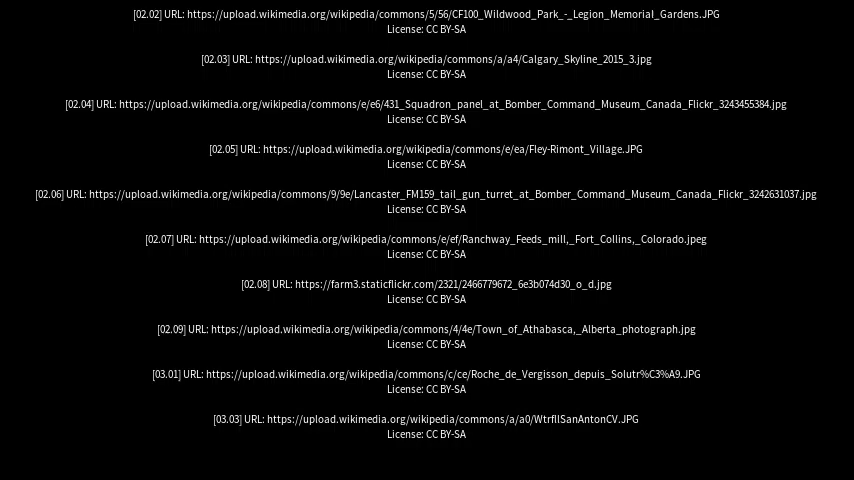 [02.02] URL: https://upload.wikimedia.org/wikipedia/commons/5/56/CF100_Wildwood_Park_-_Legion_Memorial_Gardens.JPG
License: CC BY-SA
[02.03] URL: https://upload.wikimedia.org/wikipedia/commons/a/a4/Calgary_Skyline_2015_3.jpg
License: CC BY-SA
[02.04] URL: https://upload.wikimedia.org/wikipedia/commons/e/e6/431_Squadron_panel_at_Bomber_Command_Museum_Canada_Flickr_3243455384.jpg
License: CC BY-SA
[02.05] URL: https://upload.wikimedia.org/wikipedia/commons/e/ea/Fley-Rimont_Village.JPG
License: CC BY-SA
[02.06] URL: https://upload.wikimedia.org/wikipedia/commons/9/9e/Lancaster_FM159_tail_gun_turret_at_Bomber_Command_Museum_Canada_Flickr_3242631037.jpg
License: CC BY-SA
[02.07] URL: https://upload.wikimedia.org/wikipedia/commons/e/ef/Ranchway_Feeds_mill,_Fort_Collins,_Colorado.jpeg
License: CC BY-SA
[02.08] URL: https://farm3.staticflickr.com/2321/2466779672_6e3b074d30_o_d.jpg
License: CC BY-SA
[02.09] URL: https://upload.wikimedia.org/wikipedia/commons/4/4e/Town_of_Athabasca,_Alberta_photograph.jpg
License: CC BY-SA
[03.01] URL: https://upload.wikimedia.org/wikipedia/commons/c/ce/Roche_de_Vergisson_depuis_Solutr%C3%A9.JPG
License: CC BY-SA
[03.03] URL: https://upload.wikimedia.org/wikipedia/commons/a/a0/WtrfllSanAntonCV.JPG
License: CC BY-SA